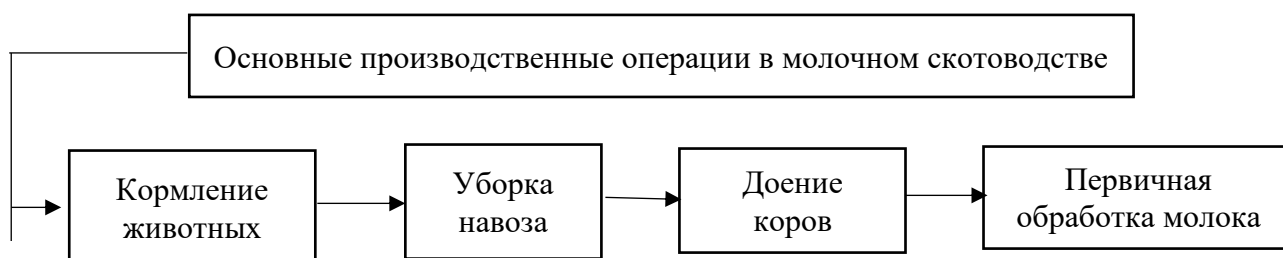 Основные производственные операции в молочном скотоводстве
Кормление
животных
Уборка
навоза
Доение
коров
Первичная
обработка молока